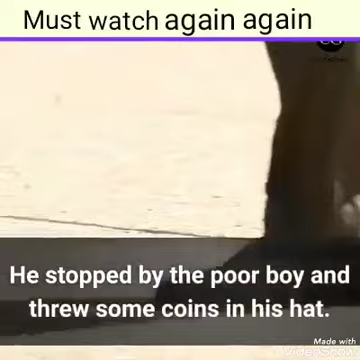 Must watch again again
He stopped by the poor boy and
threw some coins in his hat.
Made with
VideoShow